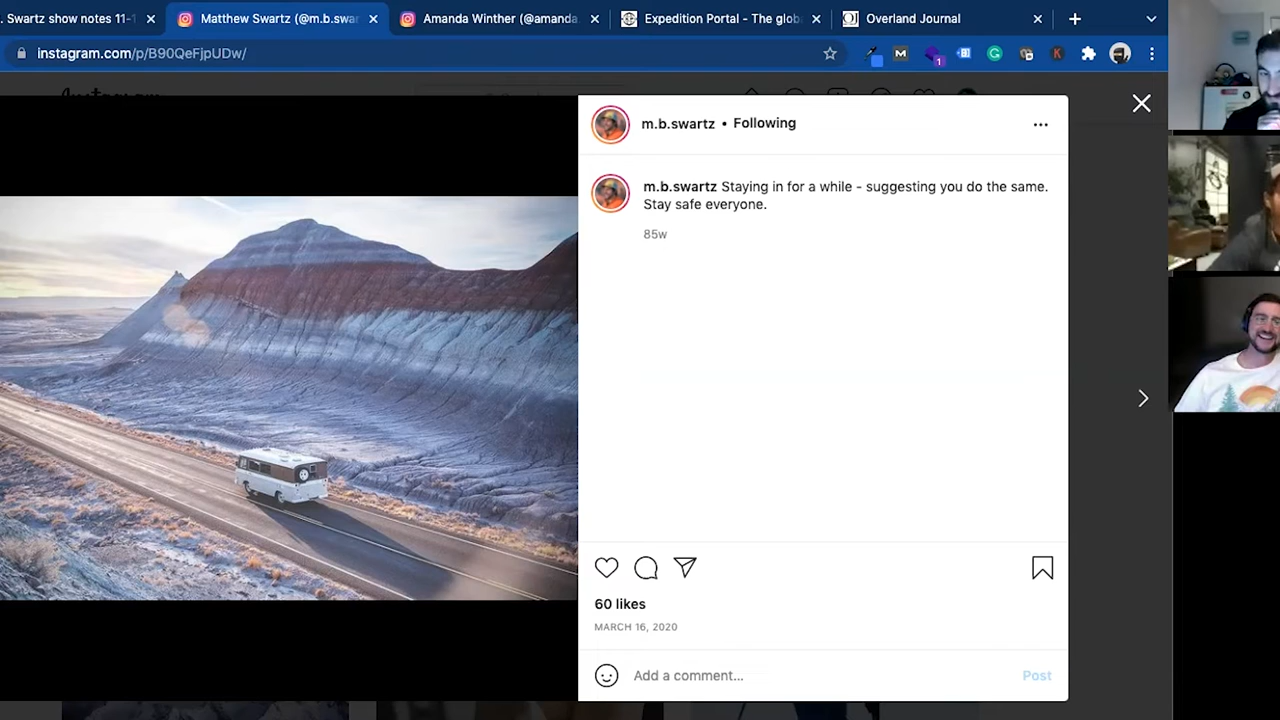 . Swartz show notes 11-1
Matthew Swartz (@m.b.swar
Amanda Winther (@amanda.
Expedition Portal - The globa
Overland Journal
instagram.com/p/B90QeFjpUDw/
1
M
G
K
m.b.swartz • Following
m.b.swartz Staying in for a while - suggesting you do the same.
Stay safe everyone.
85w
60 likes
MARCH 16, 2020
Add a comment...
Post